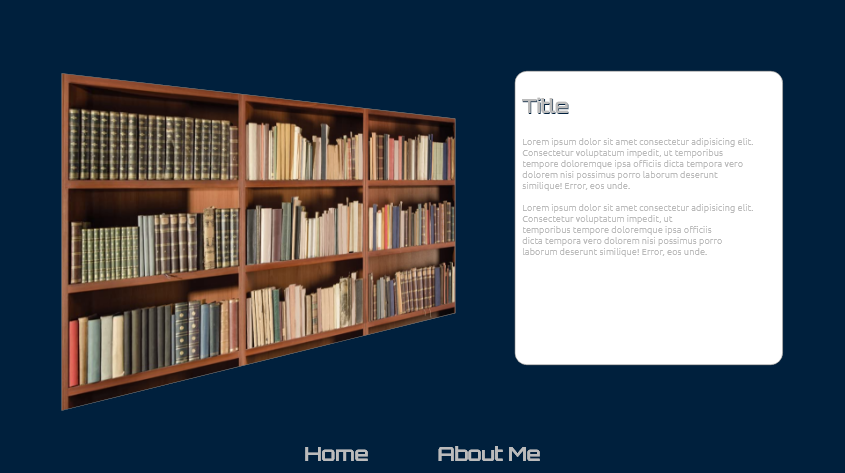 Title
Lorem ipsum dolor sit amet consectetur adipisicing elit.
Consectetur voluptatum impedit, ut temporibus
tempore doloremque ipsa officiis dicta tempora vero
dolorem nisi possimus porro laborum deserunt
similique! Error, eos unde.
Lorem ipsum dolor sit amet consectetur adipisicing elit.
Consectetur voluptatum impedit, ut
temporibus tempore doloremque ipsa officiis
dicta tempora vero dolorem nisi possimus porro
laborum deserunt similique! Error, eos unde.
Home
About Me